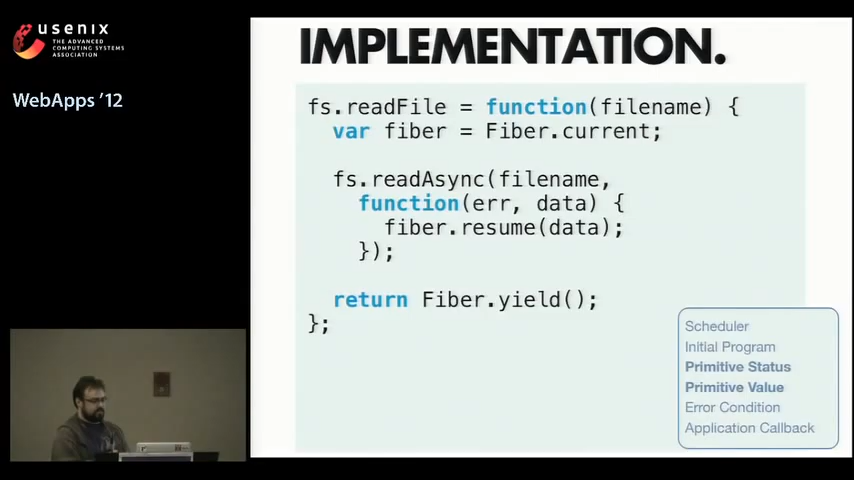 usenix
THE ADVANCED
COMPUTING SYSTEMS
ASSOCIATION
WebApps '12
IMPLEMENTATION.
fs.readFile = function(filename) {
var fiber = Fiber.current;
fs.readAsync(filename,
function(err, data) {
fiber.resume(data);
});
return Fiber.yield();
};
Scheduler
Initial Program
Primitive Status
Primitive Value
Error Condition
Application Callback